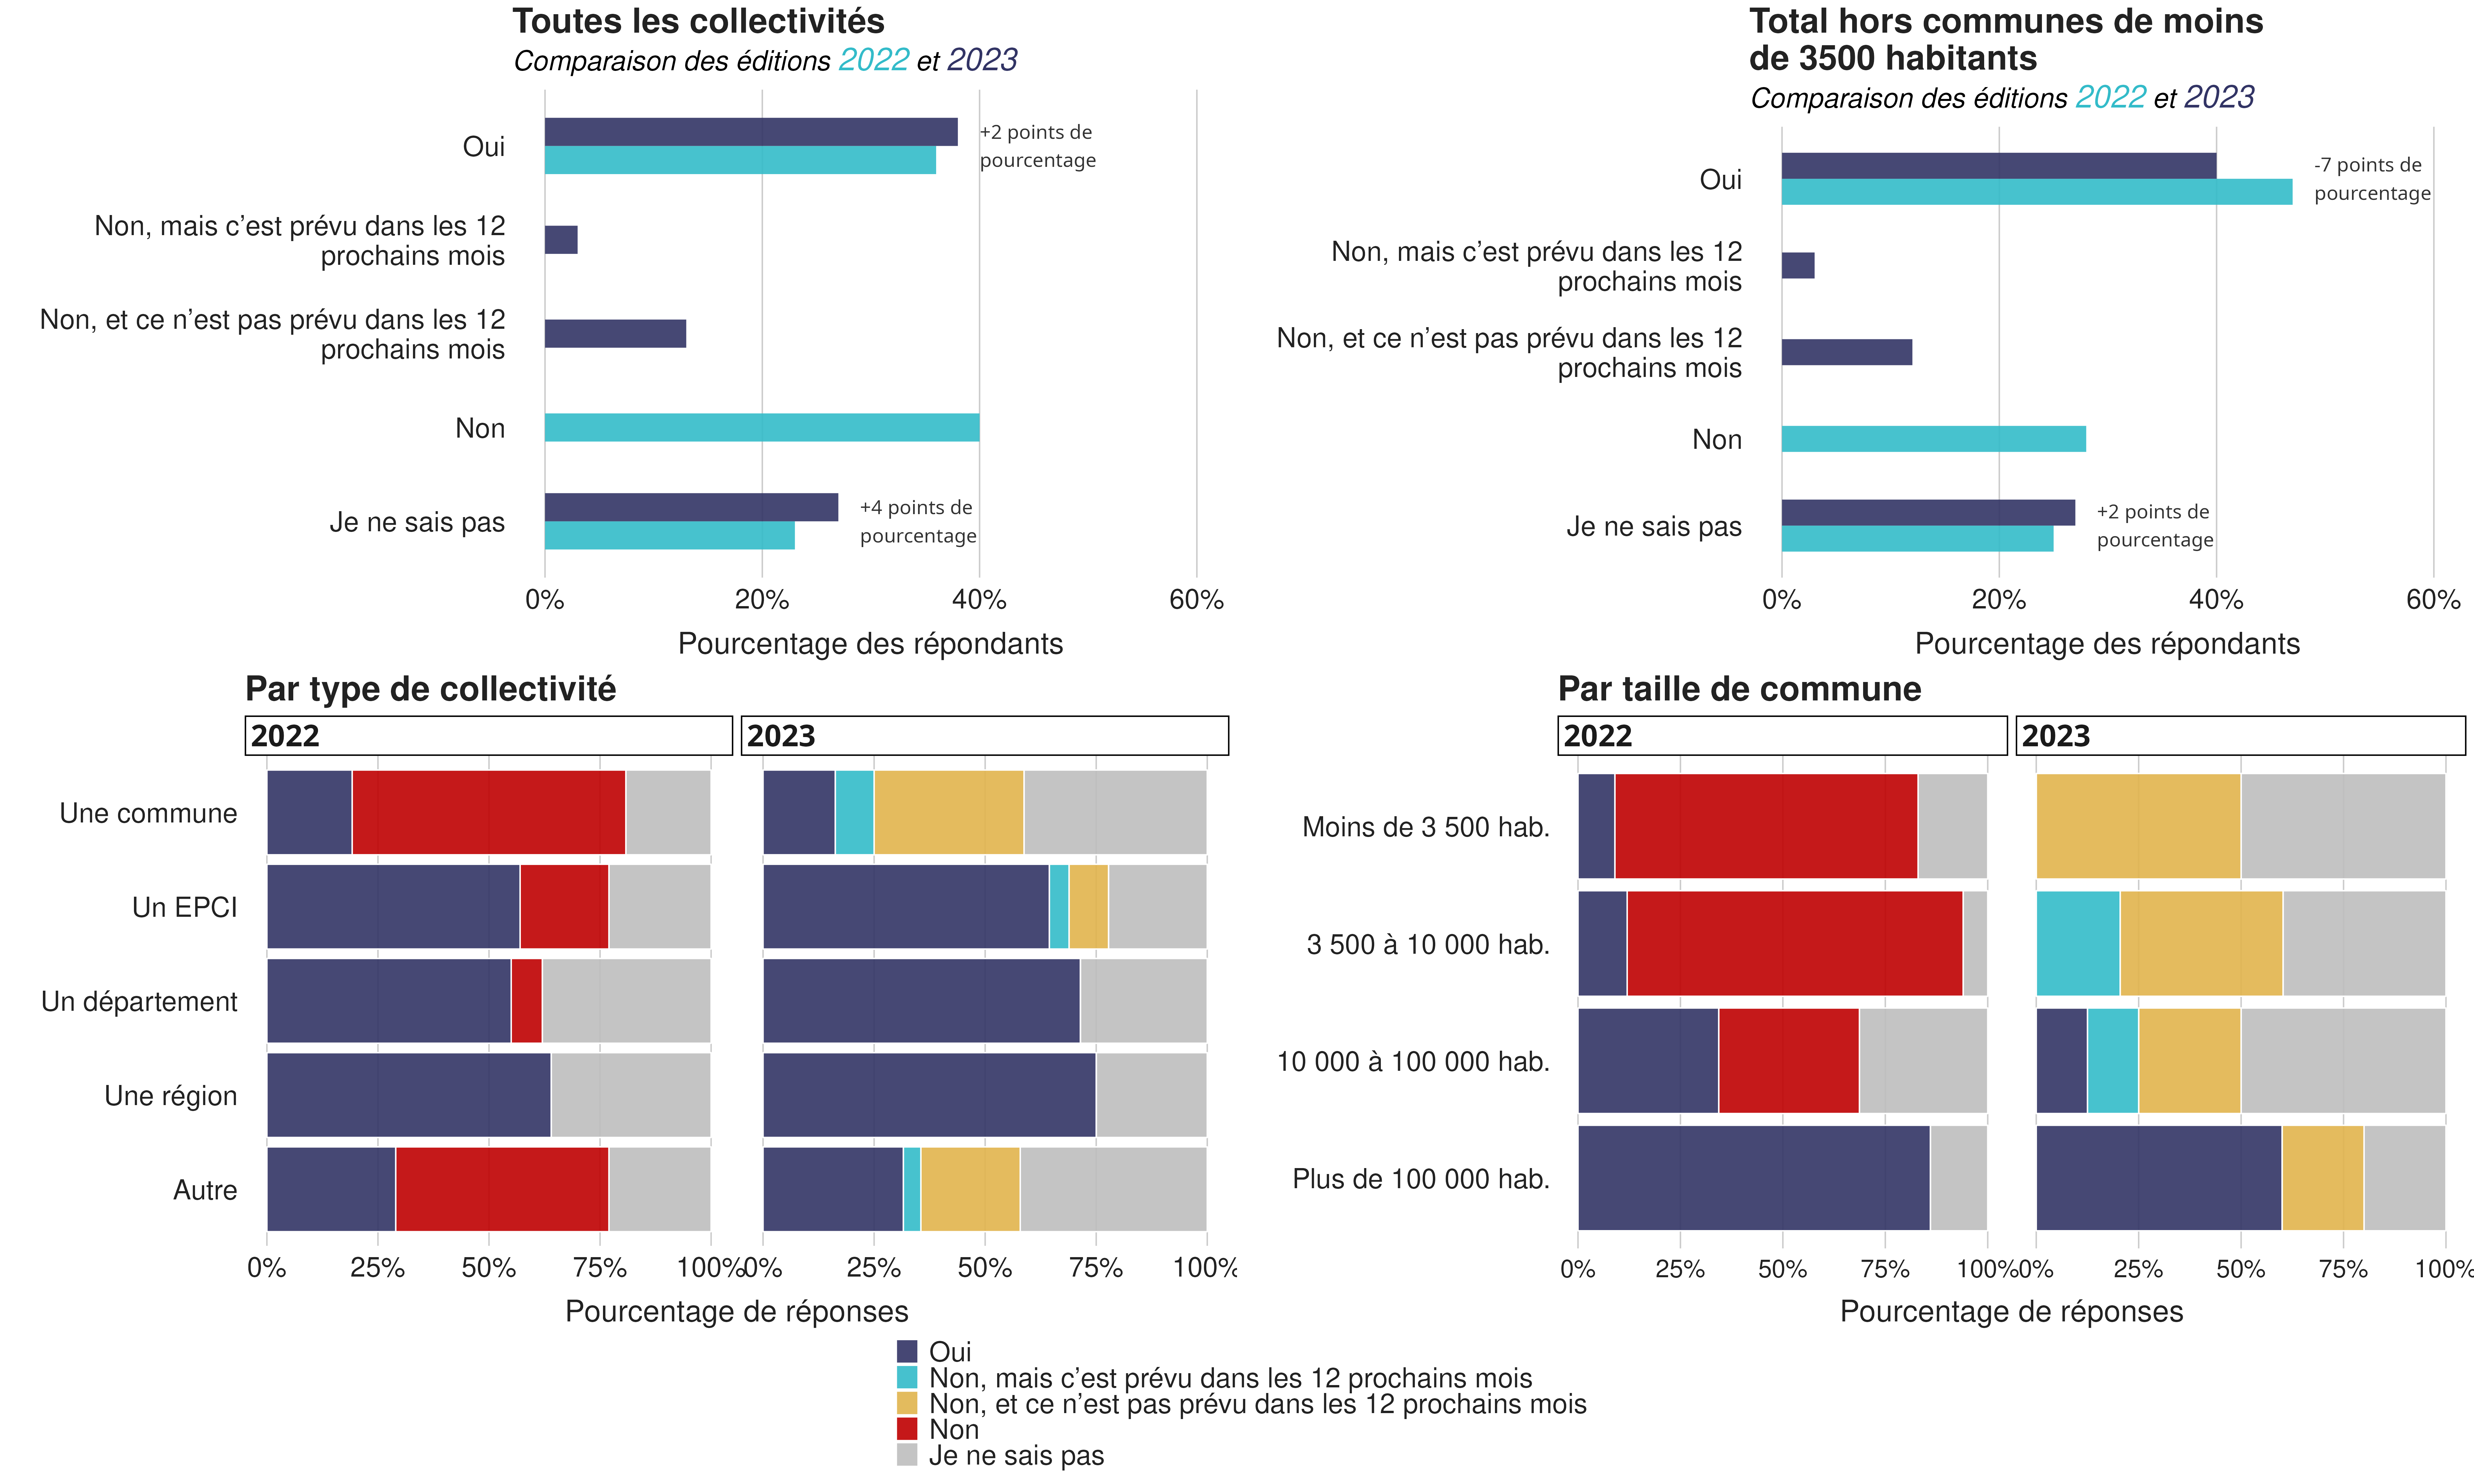 Toutes les collectivités
Comparaison des éditions 2022 et 2023
Oui
+2 points de
pourcentage
Non, mais c’est prévu dans les 12
prochains mois
Non, et ce n’est pas prévu dans les 12
prochains mois
Non
Je ne sais pas
+4 points de
pourcentage
0% 20% 40% 60%
Pourcentage des répondants
Total hors communes de moins
de 3500 habitants
Comparaison des éditions 2022 et 2023
Oui
-7 points de
pourcentage
Non, mais c’est prévu dans les 12
prochains mois
Non, et ce n’est pas prévu dans les 12
prochains mois
Non
Je ne sais pas
+2 points de
pourcentage
0% 20% 40% 60%
Pourcentage des répondants
Par type de collectivité
2022 2023
Une commune
Un EPCI
Un département
Une région
Autre
0% 25% 50% 75% 100% 0% 25% 50% 75% 100%
Pourcentage de réponses
Par taille de commune
2022 2023
Moins de 3 500 hab.
3 500 à 10 000 hab.
10 000 à 100 000 hab.
Plus de 100 000 hab.
0% 25% 50% 75% 100% 0% 25% 50% 75% 100%
Pourcentage de réponses
Oui
Non, mais c’est prévu dans les 12 prochains mois
Non, et ce n’est pas prévu dans les 12 prochains mois
Non
Je ne sais pas